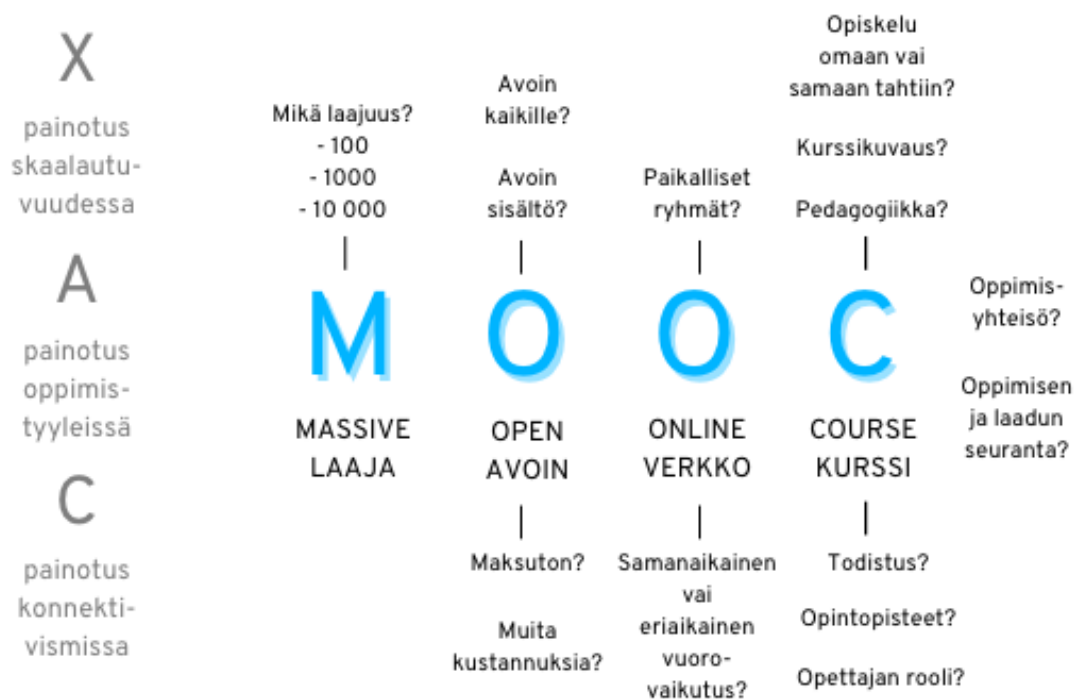 X
painotus
skaalautu-
vuudessa
A
painotus
oppimis-
tyyleissä
C
painotus
konnekti-
vismissa
Mikä laajuus?
- 100
- 1000
- 10 000
M
MASSIVE
LAAJA
Avoin
kaikille?
Avoin
sisältö?
O
OPEN
AVOIN
Maksuton?
Muita
kustannuksia?
Paikalliset
ryhmät?
O
ONLINE
VERKKO
Samanaikainen
vai
eriaikainen
vuoro-
vaikutus?
Opiskelu
omaan vai
samaan tahtiin?
Kurssikuvaus?
Pedagogiikka?
C
COURSE
KURSSI
Todistus?
Opintopisteet?
Opettajan rooli?
Oppimis-
yhteisö?
Oppimisen
ja laadun
seuranta?